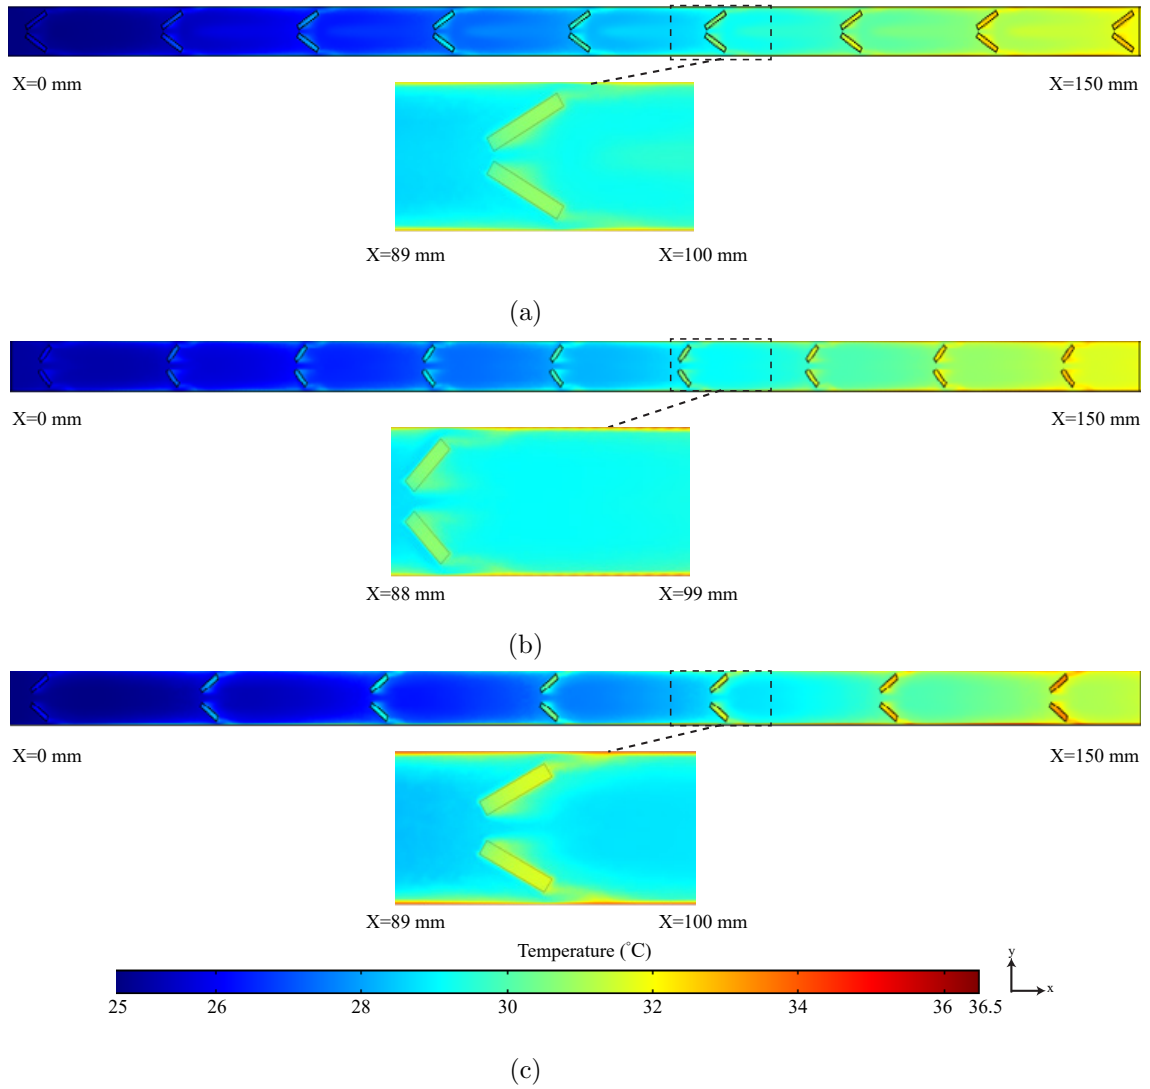 X=0 mm
X=150 mm
X=89 mm
X=100 mm
(a)
X=0 mm
X=150 mm
X=88 mm
X=99 mm
(b)
X=0 mm
X=150 mm
X=89 mm
X=100 mm
Temperature (°C)
25 26 28 30 32 34 36 36.5
y
x
(c)